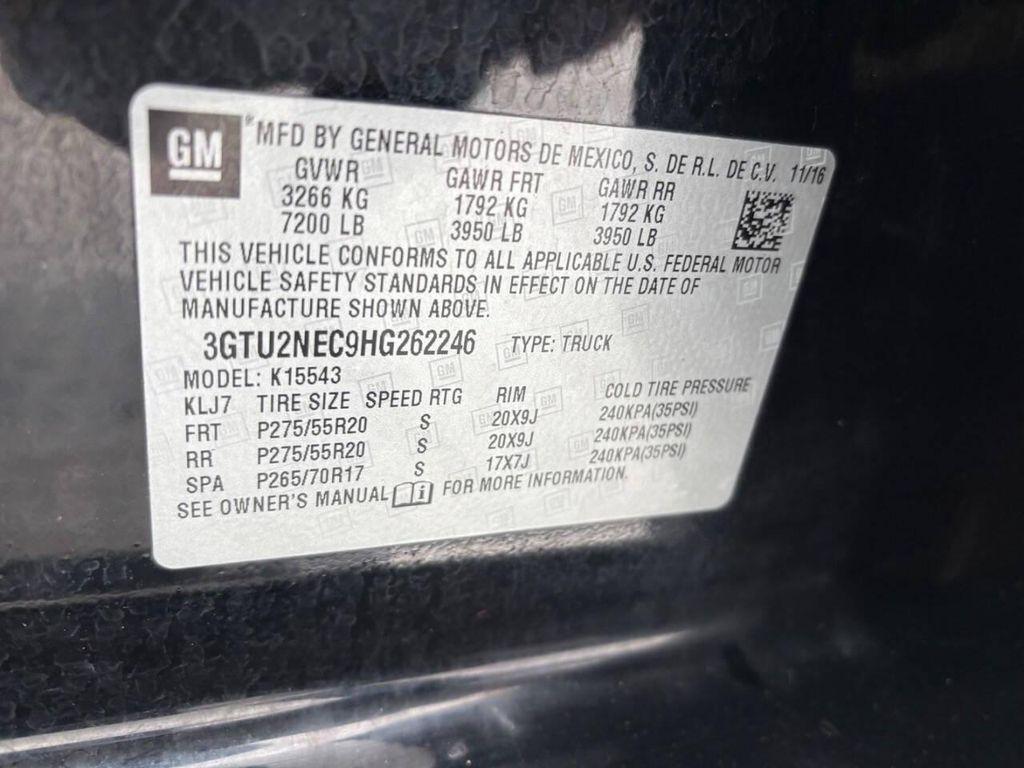 GM
®MFD BY GENERAL MOTORS DE MEXICO, S. DE R.L. DE C.V. 11/16
GVWR GAWR FRT GAWR RR
3266 KG 1792 KG 1792 KG
7200 LB 3950 LB 3950 LB
THIS VEHICLE CONFORMS TO ALL APPLICABLE U.S. FEDERAL MOTOR
VEHICLE SAFETY STANDARDS IN EFFECT ON THE DATE OF
MANUFACTURE SHOWN ABOVE.
3GTU2NEC9HG262246 TYPE: TRUCK
MODEL: K15543
KLJ7 TIRE SIZE SPEED RTG RIM COLD TIRE PRESSURE
FRT P275/55R20 S 20X9J 240KPA(35PSI)
RR P275/55R20 S 20X9J 240KPA(35PSI)
SPA P265/70R17 S 17X7J 240KPA(35PSI)
SEE OWNER'S MANUAL i FOR MORE INFORMATION.